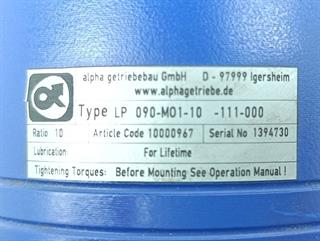 alpha getriebebau GmbH D - 97999 Igersheim
www.alphagetriebe.de
Type LP 090-MO1-10 -111-000
Ratio 10 Article Code 10000967 Serial No 1394730
Lubrication For Lifetime
Tightening Torques: Before Mounting See Operation Manual !